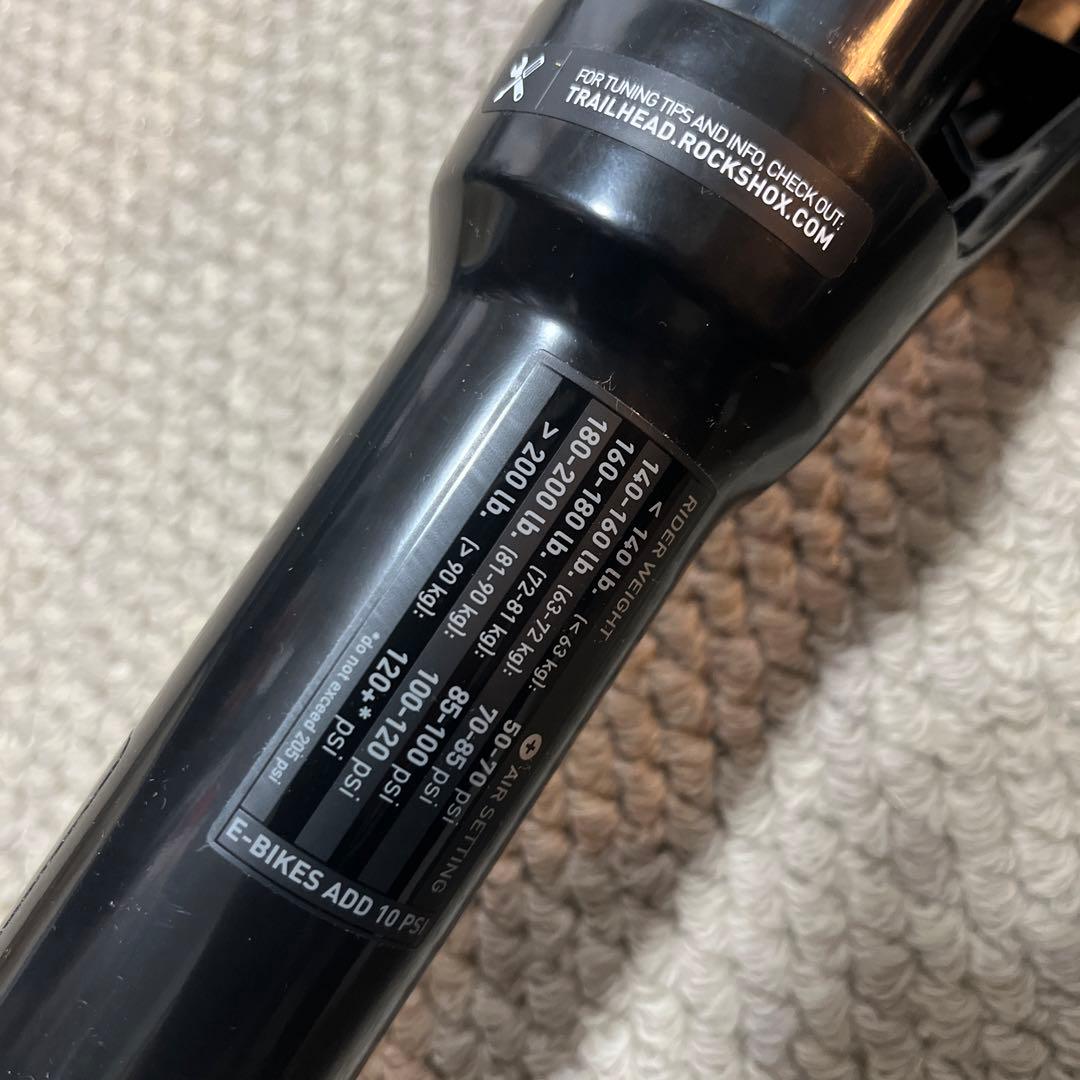 FOR TUNING TIPS AND INFO, CHECK OUT:
TRAILHEAD.ROCKSHOX.COM
RIDER WEIGHT + AIR SETTING
< 140 lb. (< 63 kg): 50-70 psi
140-160 lb. (63-72 kg): 70-85 psi
160-180 lb. (72-81 kg): 85-100 psi
180-200 lb. (81-90 kg): 100-120 psi
> 200 lb. (> 90 kg): 120+* psi
*do not exceed 205 psi
E-BIKES ADD 10 PSI